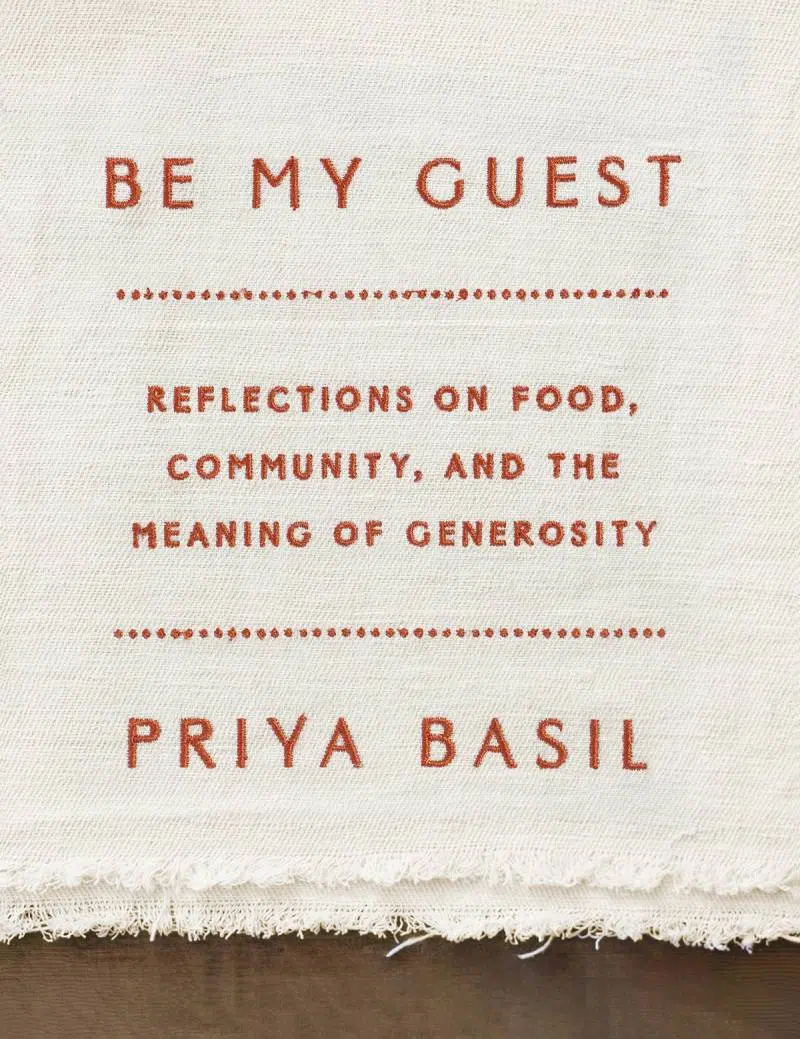 BE MY GUEST
REFLECTIONS ON FOOD,
COMMUNITY, AND THE
MEANING OF GENEROSITY
PRIYA BASIL